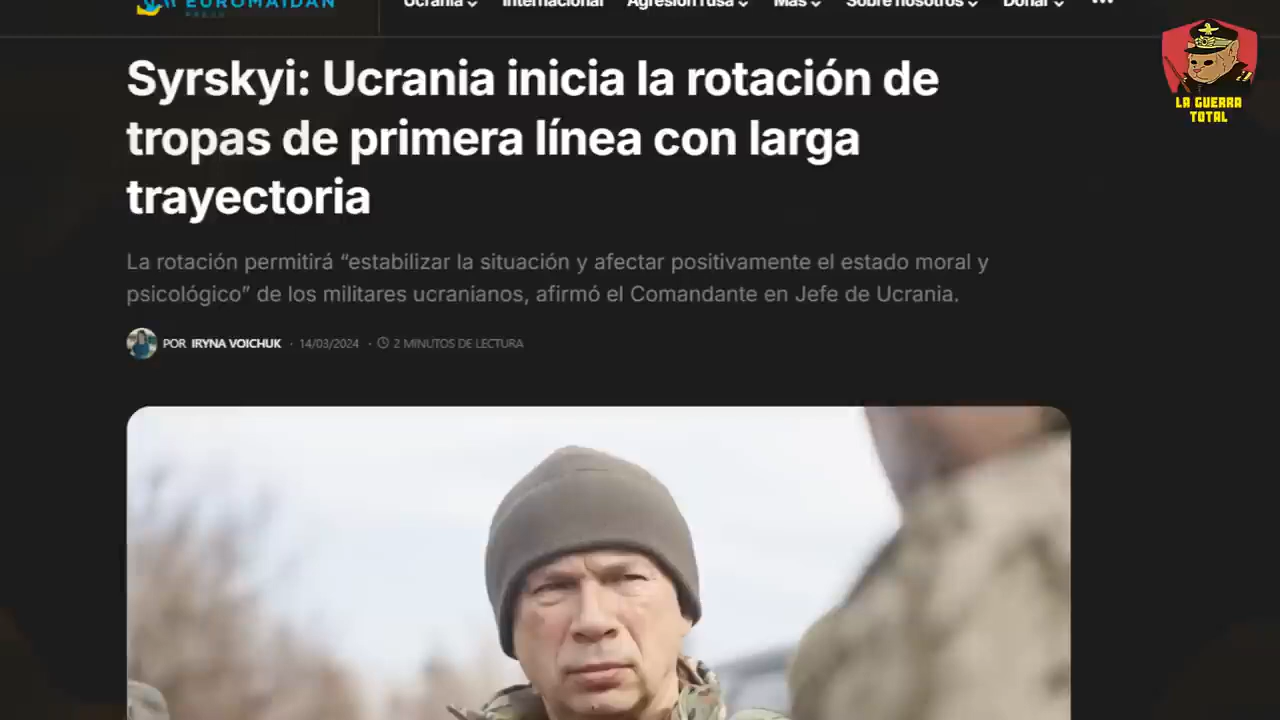 EUROMAIDAN
Ucrania Internacional Agresión rusa Más Sobre nosotros Donar
Syrskyi: Ucrania inicia la rotación de
tropas de primera línea con larga
trayectoria
La rotación permitirá “estabilizar la situación y afectar positivamente el estado moral y
psicológico” de los militares ucranianos, afirmó el Comandante en Jefe de Ucrania.
POR IRYNA VOICHUK · 14/03/2024 · 2 MINUTOS DE LECTURA
LA GUERRA
TOTAL